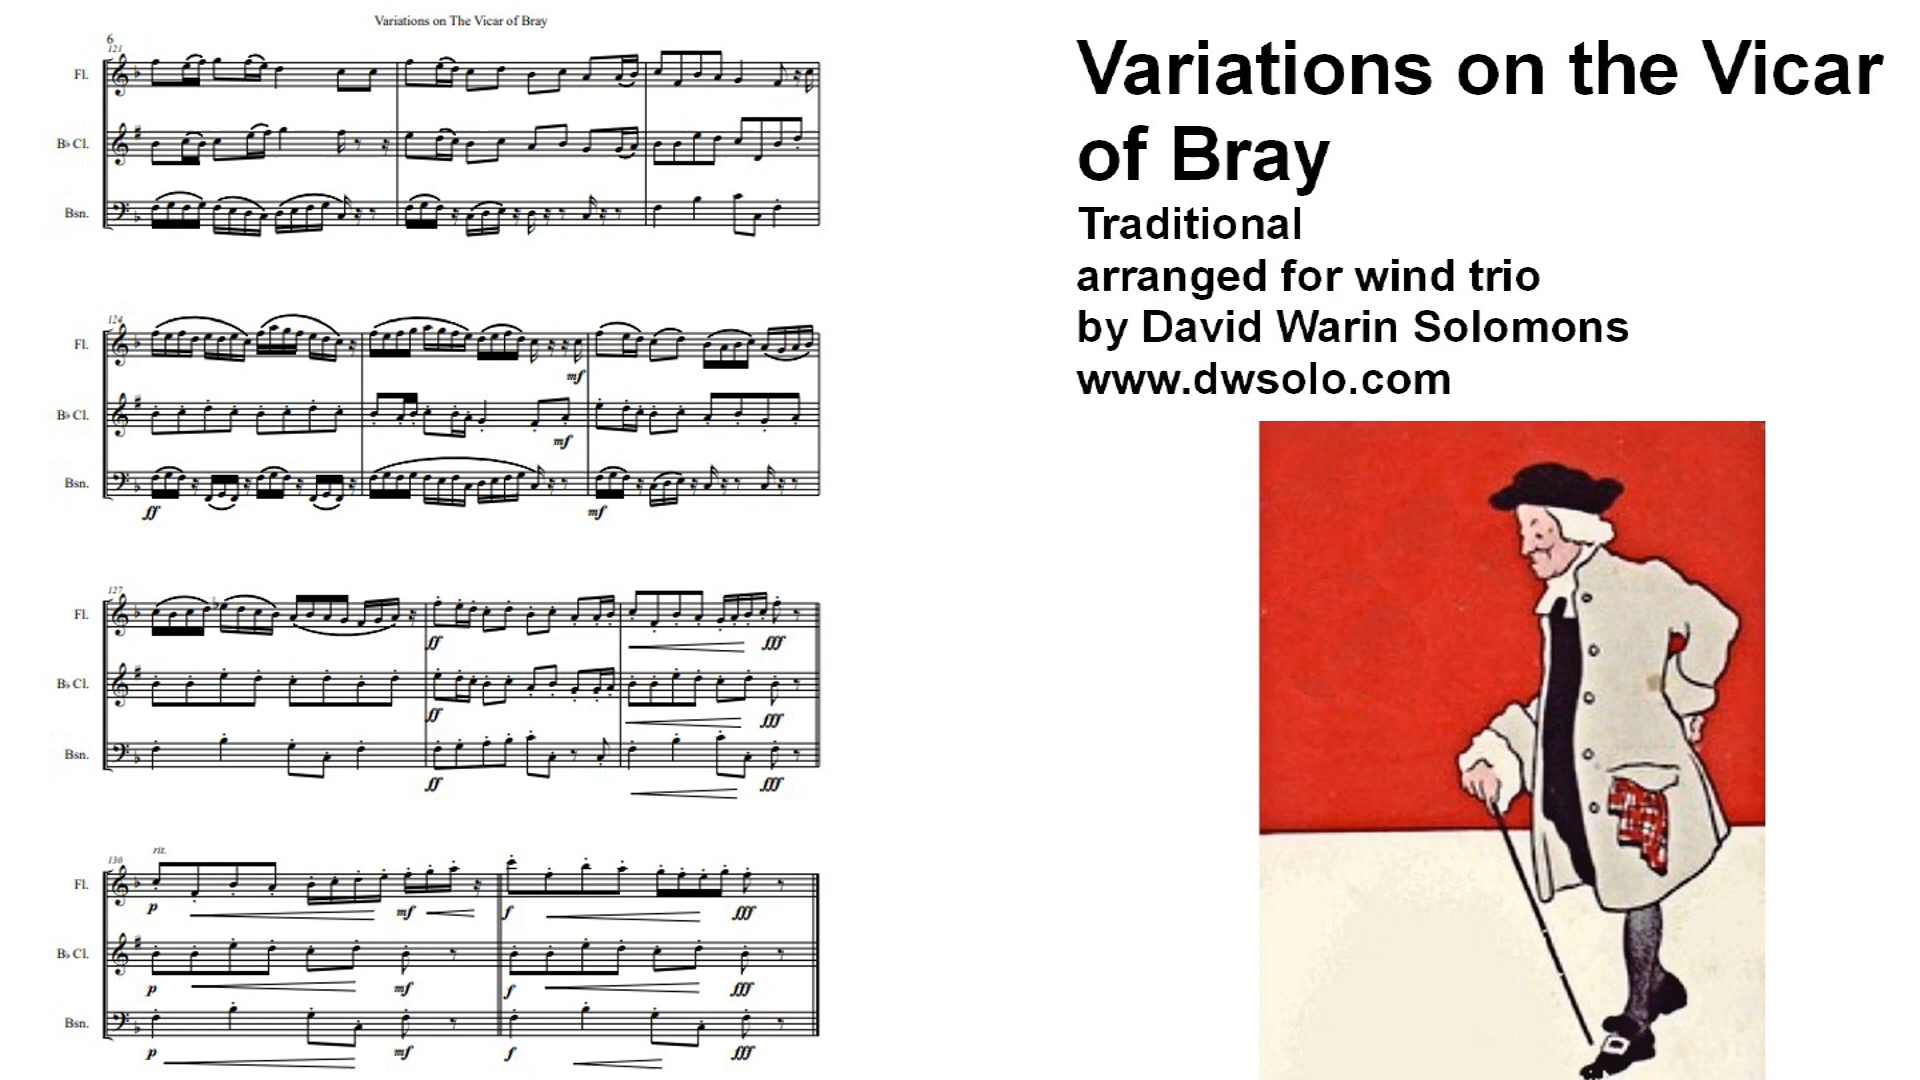 Variations on The Vicar of Bray
6
121
Fl.
B♭ Cl.
Bsn.
124
Fl.
mf
B♭ Cl.
mf
Bsn.
ff
mf
127
Fl.
ff
fff
B♭ Cl.
ff
fff
Bsn.
ff
fff
130
rit.
Fl.
p
mf
f
fff
B♭ Cl.
p
mf
f
fff
Bsn.
p
mf
f
fff
Variations on the Vicar
of Bray
Traditional
arranged for wind trio
by David Warin Solomons
www.dwsolo.com